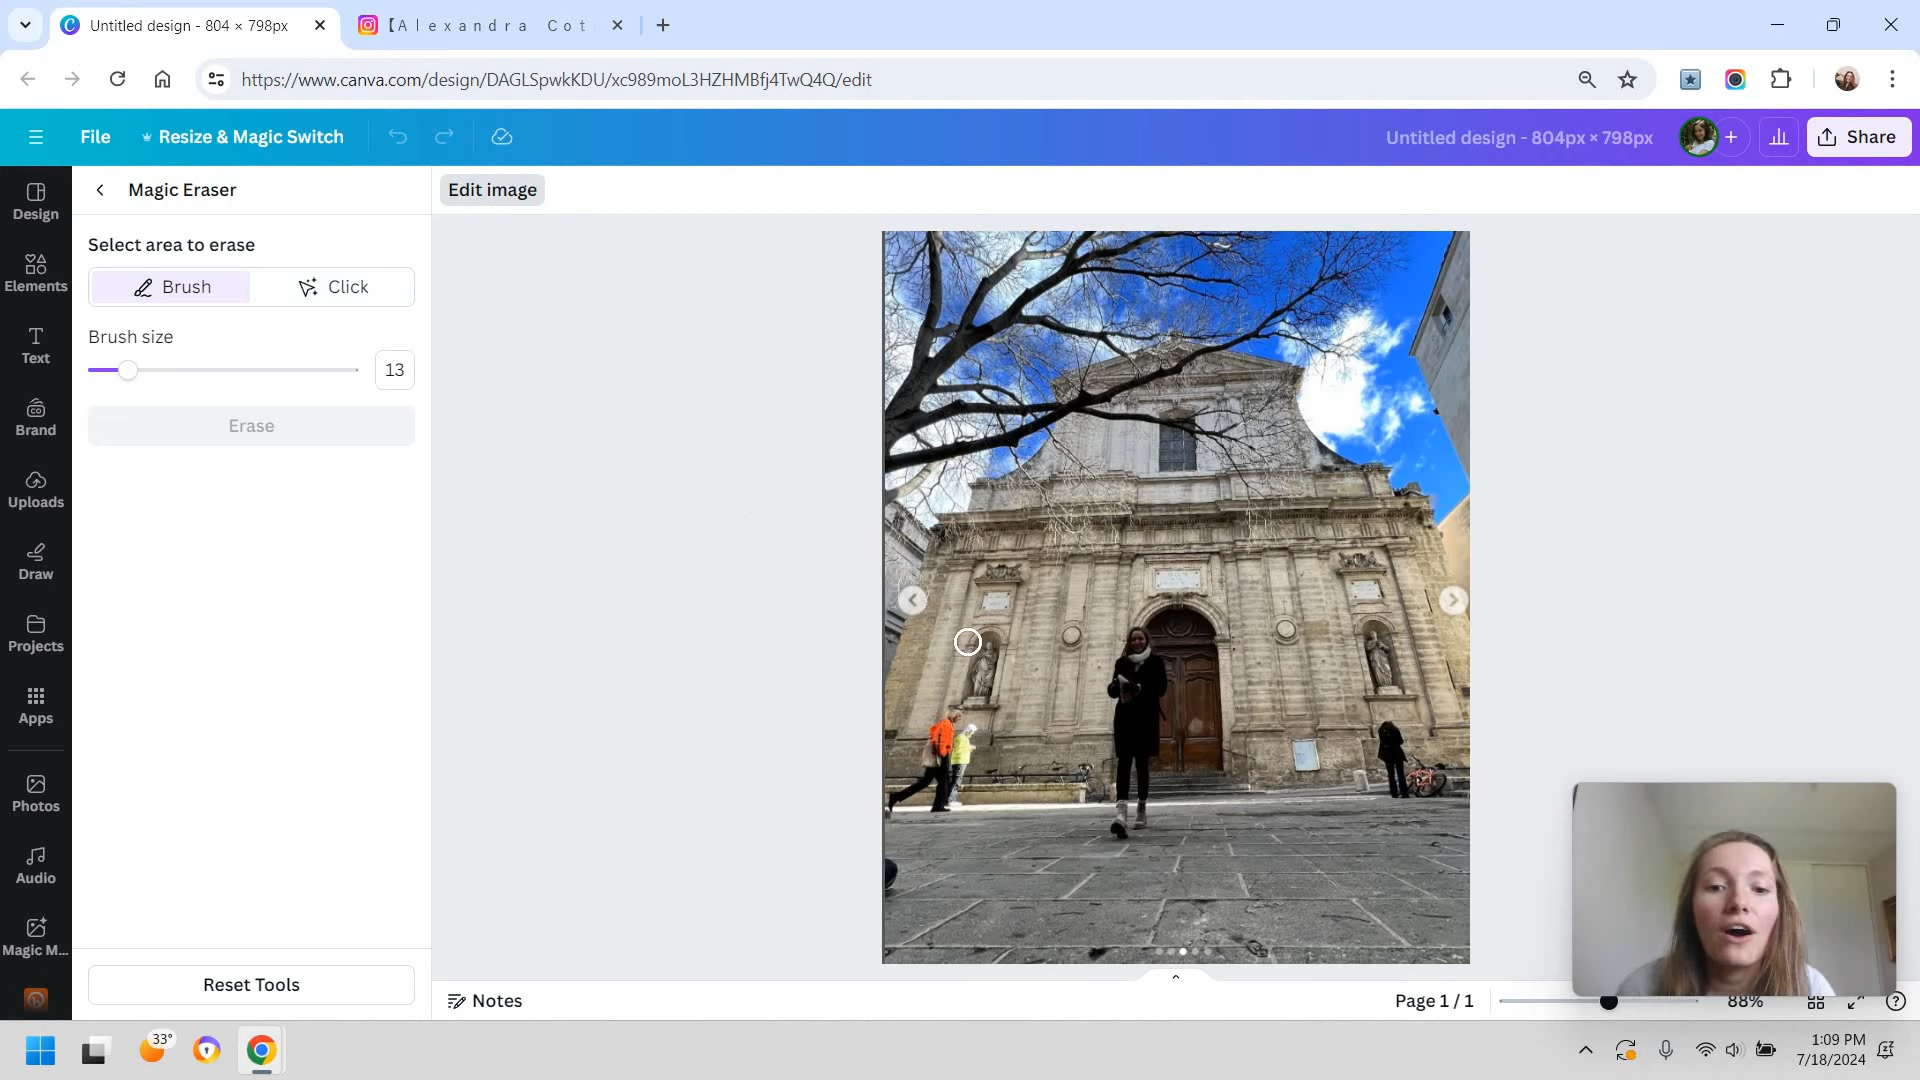 Untitled design - 804 × 798px
【A l e x a n d r a C o t
https://www.canva.com/design/DAGLSpwkKDU/xc989moL3HZHMBfj4TwQ4Q/edit
File
Resize & Magic Switch
Untitled design - 804px × 798px
Share
Design
Elements
Text
Brand
Uploads
Draw
Projects
Apps
Photos
Audio
Magic M...
Magic Eraser
Edit image
Select area to erase
Brush
Click
Brush size
13
Erase
Reset Tools
Notes
Page 1 / 1
88%
33°
1:09 PM
7/18/2024